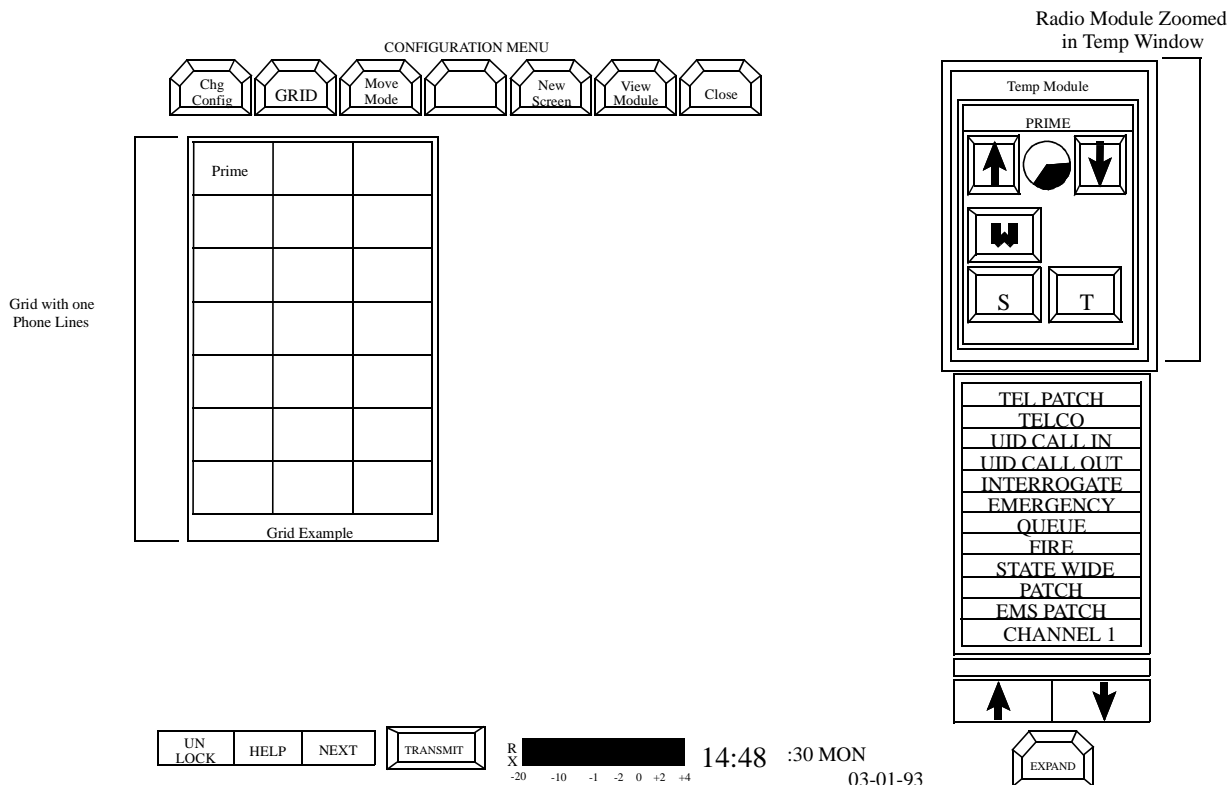 Radio Module Zoomed
in Temp Window
CONFIGURATION MENU
Chg
Config
GRID
Move
Mode
New
Screen
View
Module
Close
Temp Module
PRIME
Prime
W
S
T
Grid with one
Phone Lines
Grid Example
TEL PATCH
TELCO
UID CALL IN
UID CALL OUT
INTERROGATE
EMERGENCY
QUEUE
FIRE
STATE WIDE
PATCH
EMS PATCH
CHANNEL 1
UN
LOCK
HELP
NEXT
TRANSMIT
R
X
-20 -10 -1 -2 0 +2 +4
14:48 :30 MON
03-01-93
EXPAND